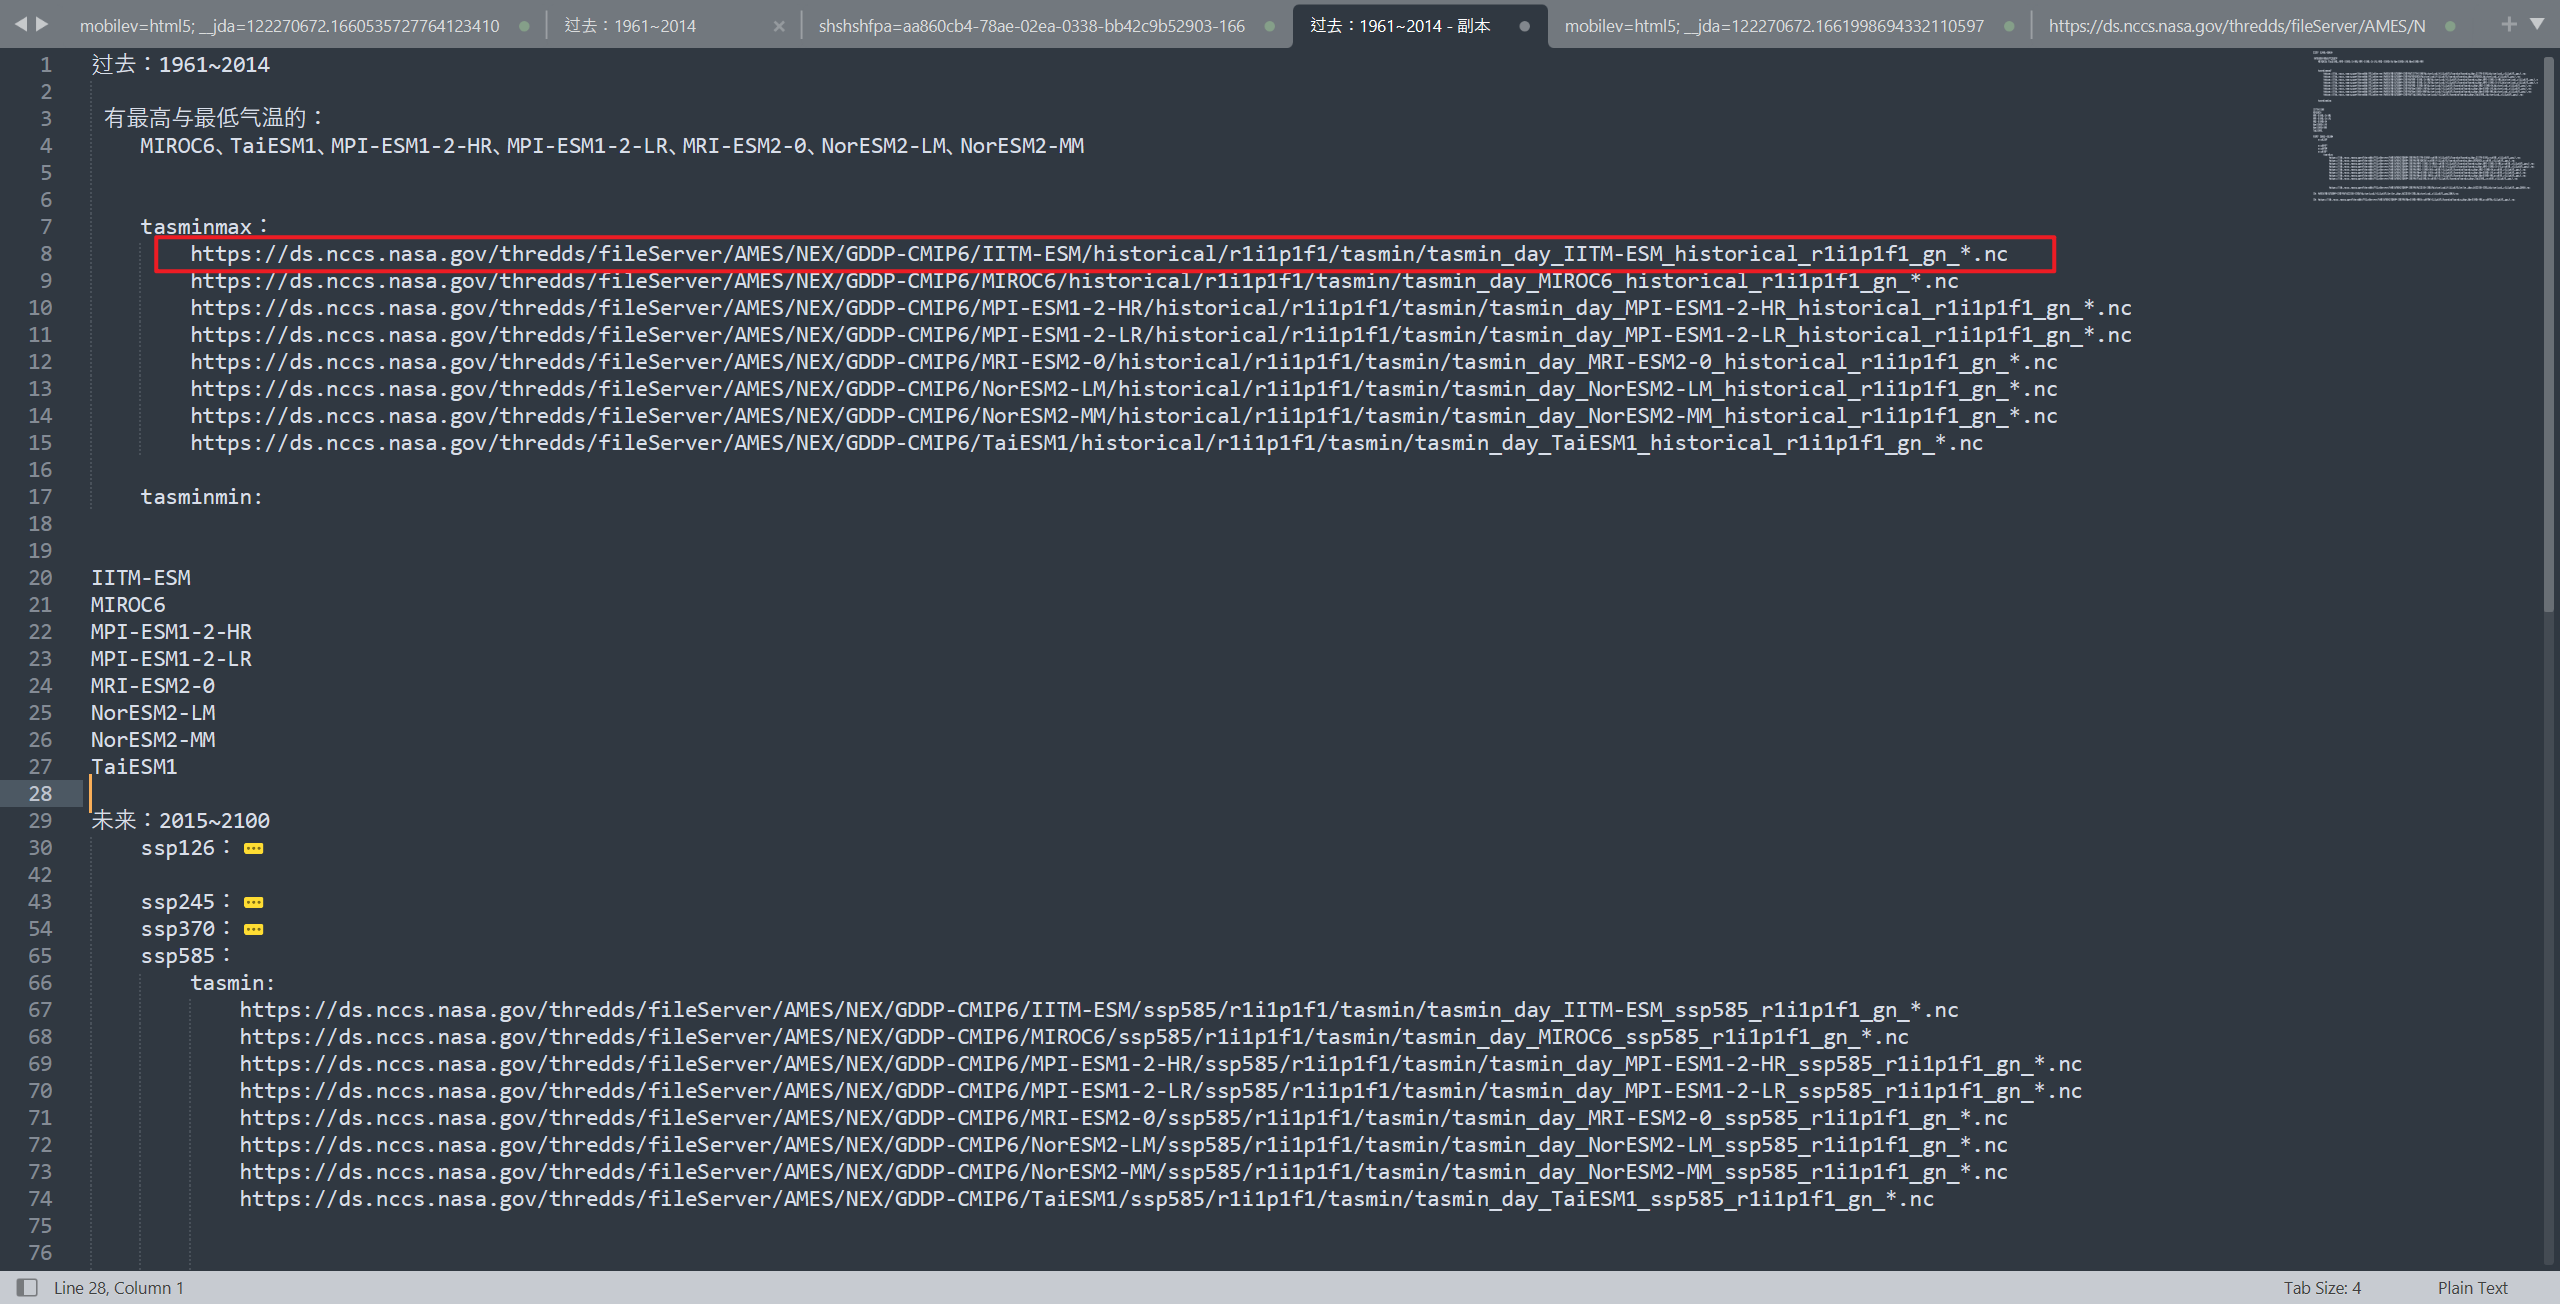 mobilev=html5; __jda=122270672.1660535727764123410
过去：1961~2014
shshshfpa=aa860cb4-78ae-02ea-0338-bb42c9b52903-166
过去：1961~2014 - 副本
mobilev=html5; __jda=122270672.1661998694332110597
https://ds.nccs.nasa.gov/thredds/fileServer/AMES/N
1 过去：1961~2014
2
3 有最高与最低气温的：
4 MIROC6、TaiESM1、MPI-ESM1-2-HR、MPI-ESM1-2-LR、MRI-ESM2-0、NorESM2-LM、NorESM2-MM
5
6
7 tasminmax：
8 https://ds.nccs.nasa.gov/thredds/fileServer/AMES/NEX/GDDP-CMIP6/IITM-ESM/historical/r1i1p1f1/tasmin/tasmin_day_IITM-ESM_historical_r1i1p1f1_gn_*.nc
9 https://ds.nccs.nasa.gov/thredds/fileServer/AMES/NEX/GDDP-CMIP6/MIROC6/historical/r1i1p1f1/tasmin/tasmin_day_MIROC6_historical_r1i1p1f1_gn_*.nc
10 https://ds.nccs.nasa.gov/thredds/fileServer/AMES/NEX/GDDP-CMIP6/MPI-ESM1-2-HR/historical/r1i1p1f1/tasmin/tasmin_day_MPI-ESM1-2-HR_historical_r1i1p1f1_gn_*.nc
11 https://ds.nccs.nasa.gov/thredds/fileServer/AMES/NEX/GDDP-CMIP6/MPI-ESM1-2-LR/historical/r1i1p1f1/tasmin/tasmin_day_MPI-ESM1-2-LR_historical_r1i1p1f1_gn_*.nc
12 https://ds.nccs.nasa.gov/thredds/fileServer/AMES/NEX/GDDP-CMIP6/MRI-ESM2-0/historical/r1i1p1f1/tasmin/tasmin_day_MRI-ESM2-0_historical_r1i1p1f1_gn_*.nc
13 https://ds.nccs.nasa.gov/thredds/fileServer/AMES/NEX/GDDP-CMIP6/NorESM2-LM/historical/r1i1p1f1/tasmin/tasmin_day_NorESM2-LM_historical_r1i1p1f1_gn_*.nc
14 https://ds.nccs.nasa.gov/thredds/fileServer/AMES/NEX/GDDP-CMIP6/NorESM2-MM/historical/r1i1p1f1/tasmin/tasmin_day_NorESM2-MM_historical_r1i1p1f1_gn_*.nc
15 https://ds.nccs.nasa.gov/thredds/fileServer/AMES/NEX/GDDP-CMIP6/TaiESM1/historical/r1i1p1f1/tasmin/tasmin_day_TaiESM1_historical_r1i1p1f1_gn_*.nc
16
17 tasminmin:
18
19
20 IITM-ESM
21 MIROC6
22 MPI-ESM1-2-HR
23 MPI-ESM1-2-LR
24 MRI-ESM2-0
25 NorESM2-LM
26 NorESM2-MM
27 TaiESM1
28
29 未来：2015~2100
30 ssp126：
42
43 ssp245：
54 ssp370：
65 ssp585：
66 tasmin:
67 https://ds.nccs.nasa.gov/thredds/fileServer/AMES/NEX/GDDP-CMIP6/IITM-ESM/ssp585/r1i1p1f1/tasmin/tasmin_day_IITM-ESM_ssp585_r1i1p1f1_gn_*.nc
68 https://ds.nccs.nasa.gov/thredds/fileServer/AMES/NEX/GDDP-CMIP6/MIROC6/ssp585/r1i1p1f1/tasmin/tasmin_day_MIROC6_ssp585_r1i1p1f1_gn_*.nc
69 https://ds.nccs.nasa.gov/thredds/fileServer/AMES/NEX/GDDP-CMIP6/MPI-ESM1-2-HR/ssp585/r1i1p1f1/tasmin/tasmin_day_MPI-ESM1-2-HR_ssp585_r1i1p1f1_gn_*.nc
70 https://ds.nccs.nasa.gov/thredds/fileServer/AMES/NEX/GDDP-CMIP6/MPI-ESM1-2-LR/ssp585/r1i1p1f1/tasmin/tasmin_day_MPI-ESM1-2-LR_ssp585_r1i1p1f1_gn_*.nc
71 https://ds.nccs.nasa.gov/thredds/fileServer/AMES/NEX/GDDP-CMIP6/MRI-ESM2-0/ssp585/r1i1p1f1/tasmin/tasmin_day_MRI-ESM2-0_ssp585_r1i1p1f1_gn_*.nc
72 https://ds.nccs.nasa.gov/thredds/fileServer/AMES/NEX/GDDP-CMIP6/NorESM2-LM/ssp585/r1i1p1f1/tasmin/tasmin_day_NorESM2-LM_ssp585_r1i1p1f1_gn_*.nc
73 https://ds.nccs.nasa.gov/thredds/fileServer/AMES/NEX/GDDP-CMIP6/NorESM2-MM/ssp585/r1i1p1f1/tasmin/tasmin_day_NorESM2-MM_ssp585_r1i1p1f1_gn_*.nc
74 https://ds.nccs.nasa.gov/thredds/fileServer/AMES/NEX/GDDP-CMIP6/TaiESM1/ssp585/r1i1p1f1/tasmin/tasmin_day_TaiESM1_ssp585_r1i1p1f1_gn_*.nc
75
76
Line 28, Column 1
Tab Size: 4
Plain Text